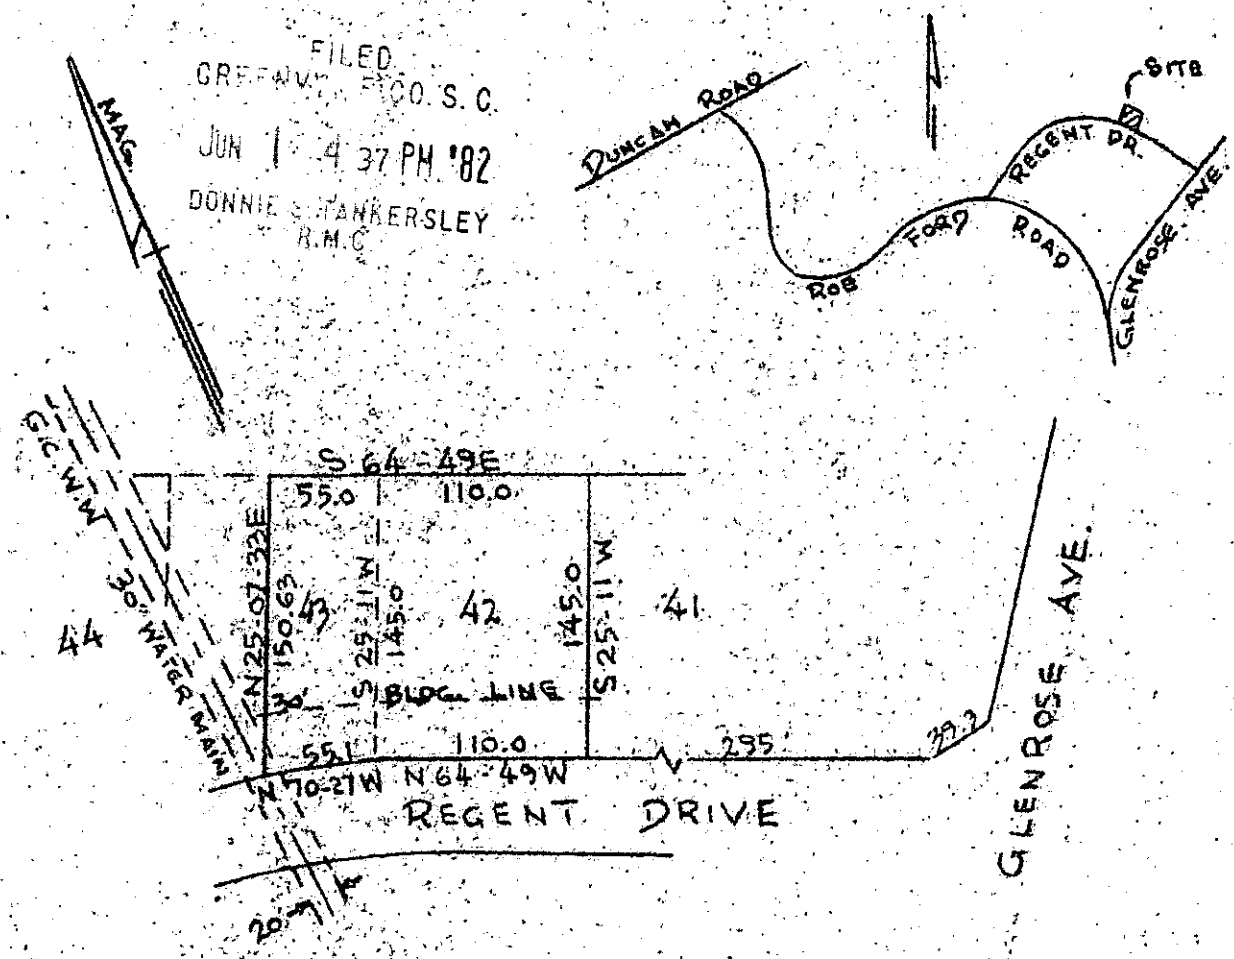 FILED
CO. S. C.
JUN 1 4 37 PM '82
DONNIE S. TANKERSLEY
R.M.C
MAG.
DUNCAN ROAD
SITE
REGENT DR.
ROB FORD ROAD
GLENROSE AVE.
G.C. W.W
30" WATER MAIN
S 64-49E
55.0
110.0
N 25-07-33E
150.63
43
S 25-11 W
145.0
42
145.0
S 25-11 W
41
44
30'
BLDG. LINE
55.1
110.0
295
39.2
N 70-27W
N 64-49W
REGENT DRIVE
GLENROSE AVE.
20